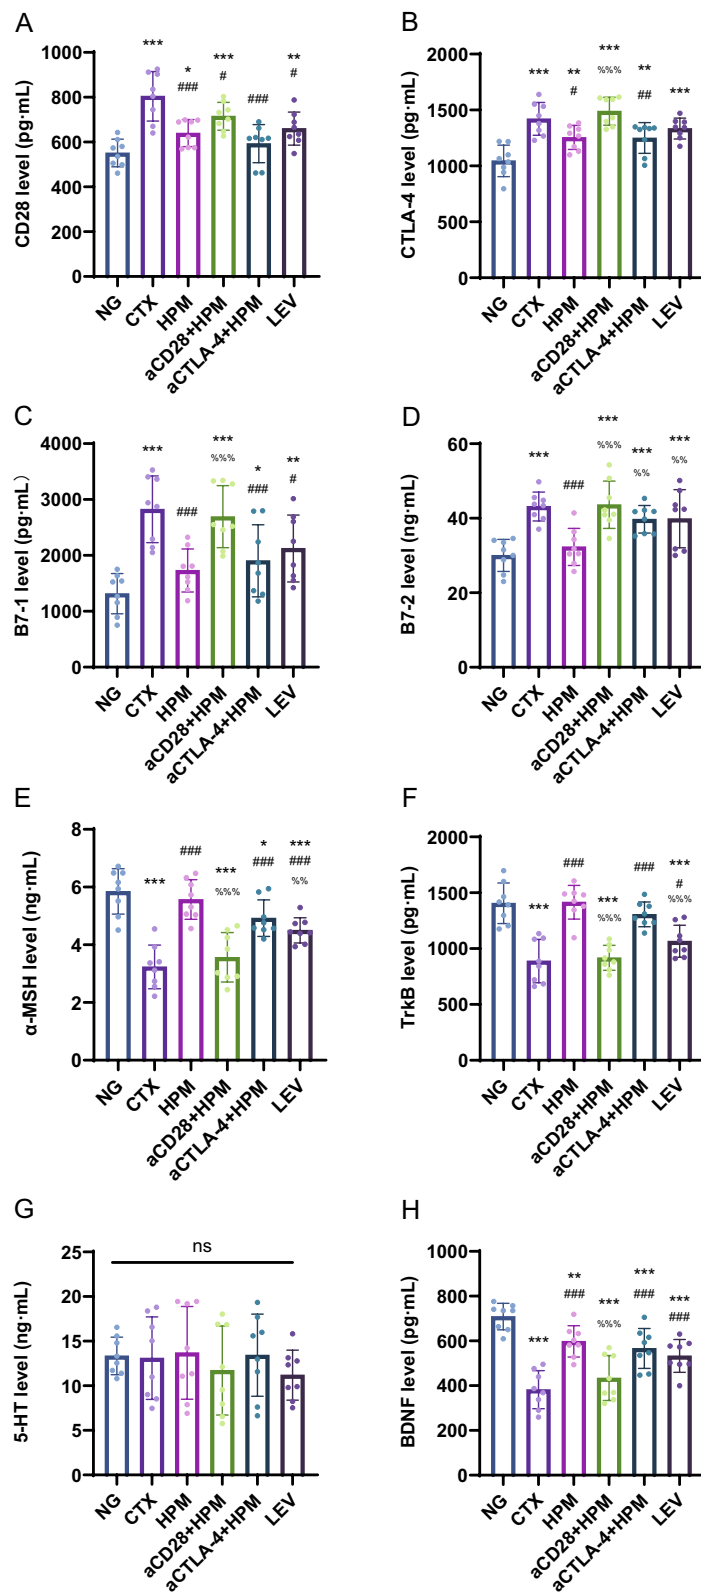 A
CD28 level (pg·mL)
1000
800
600
400
200
0
***
*
###
***
#
###
**
#
NG
CTX
HPM
aCD28+HPM
aCTLA-4+HPM
LEV
B
CTLA-4 level (pg·mL)
2000
1500
1000
500
0
***
**
#
***
%%%
**
##
***
NG
CTX
HPM
aCD28+HPM
aCTLA-4+HPM
LEV
C
B7-1 level (pg·mL)
4000
3000
2000
1000
0
***
###
***
%%%
*
###
**
#
NG
CTX
HPM
aCD28+HPM
aCTLA-4+HPM
LEV
D
B7-2 level (ng·mL)
60
40
20
0
***
###
***
%%%
***
%%
***
%%
NG
CTX
HPM
aCD28+HPM
aCTLA-4+HPM
LEV
E
α-MSH level (ng·mL)
8
6
4
2
0
***
###
***
%%%
*
###
***
###
%%
NG
CTX
HPM
aCD28+HPM
aCTLA-4+HPM
LEV
F
TrkB level (pg·mL)
2000
1500
1000
500
0
***
###
***
%%%
###
***
#
%%%
NG
CTX
HPM
aCD28+HPM
aCTLA-4+HPM
LEV
G
5-HT level (ng·mL)
25
20
15
10
5
0
ns
NG
CTX
HPM
aCD28+HPM
aCTLA-4+HPM
LEV
H
BDNF level (pg·mL)
800
600
400
200
0
***
**
###
***
%%%
***
###
***
###
NG
CTX
HPM
aCD28+HPM
aCTLA-4+HPM
LEV